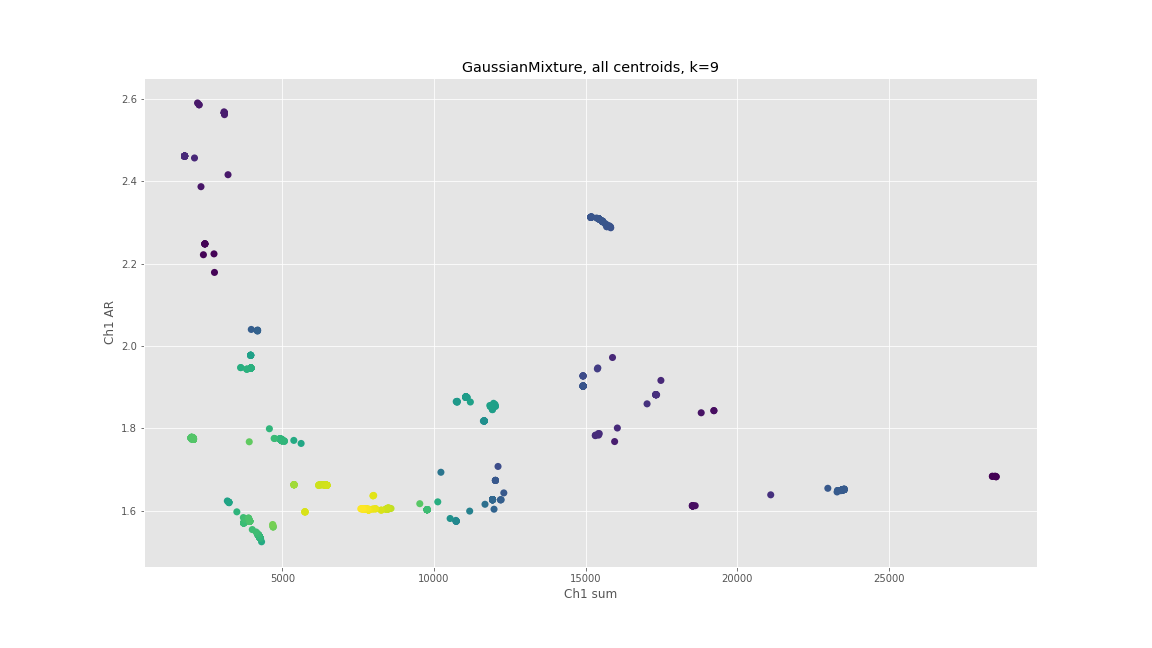 GaussianMixture, all centroids, k=9
2.6
2.4
2.2
2.0
1.8
1.6
Ch1 AR
5000 10000 15000 20000 25000
Ch1 sum